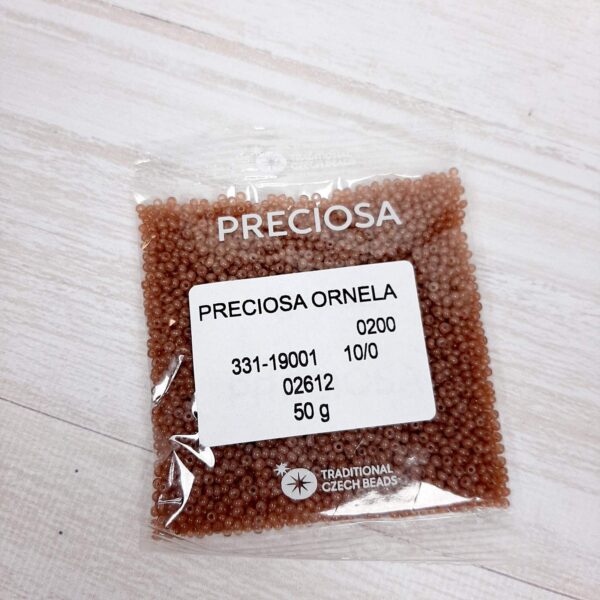 PRECIOSA
PRECIOSA ORNELA
0200
331-19001 10/0
02612
50 g
TRADITIONAL
CZECH BEADS